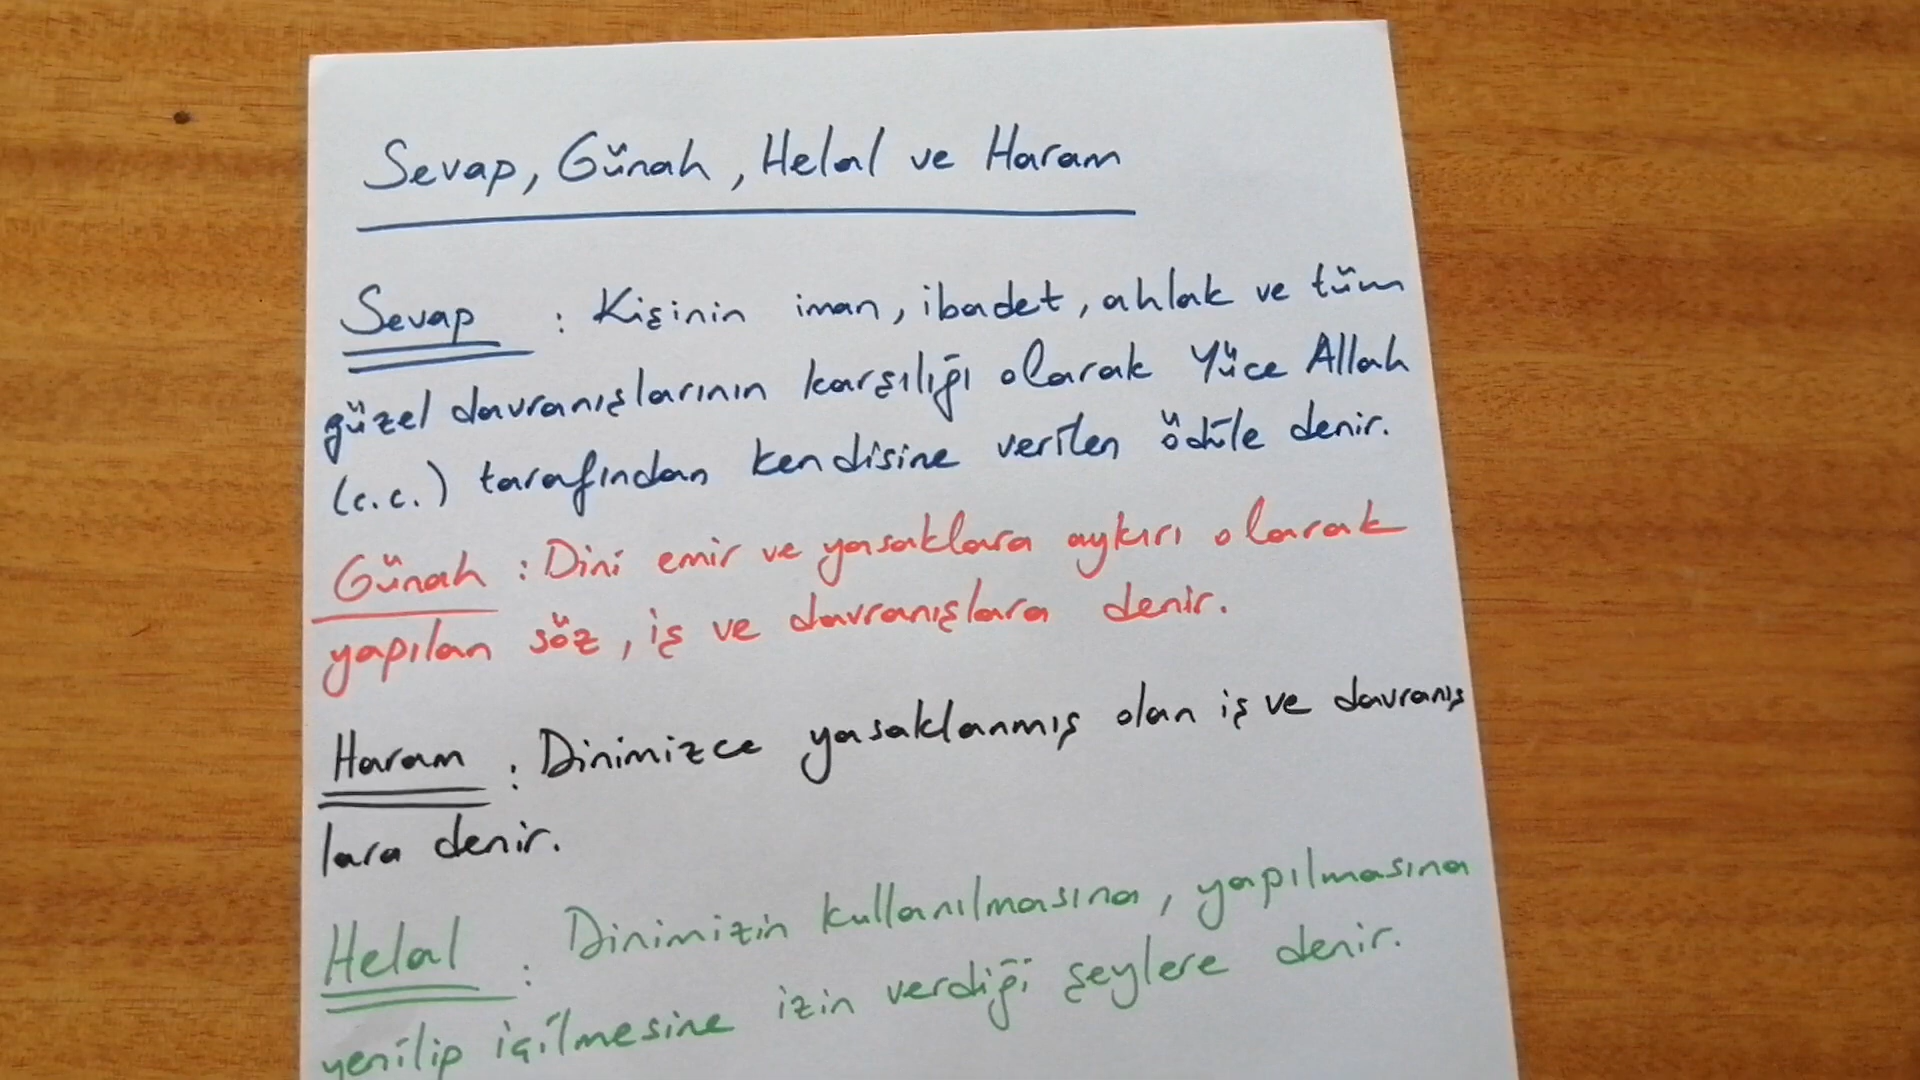 Sevap, Günah, Helal ve Haram
Sevap : Kişinin iman, ibadet, ahlak ve tüm
güzel davranışlarının karşılığı olarak Yüce Allah
(c.c.) tarafından kendisine verilen ödüle denir.
Günah : Dini emir ve yasaklara aykırı olarak
yapılan söz, iş ve davranışlara denir.
Haram : Dinimizce yasaklanmış olan iş ve davranış
lara denir.
Helal : Dinimizin kullanılmasına, yapılmasına
yenilip içilmesine izin verdiği şeylere denir.